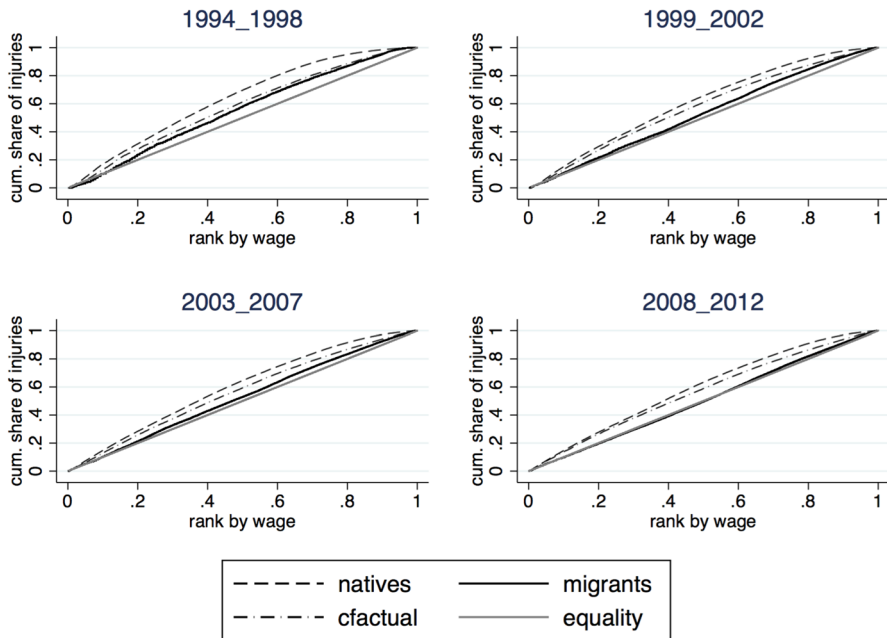 1994_1998
cum. share of injuries
0 .2 .4 .6 .8 1
0 .2 .4 .6 .8 1
rank by wage
1999_2002
cum. share of injuries
0 .2 .4 .6 .8 1
0 .2 .4 .6 .8 1
rank by wage
2003_2007
cum. share of injuries
0 .2 .4 .6 .8 1
0 .2 .4 .6 .8 1
rank by wage
2008_2012
cum. share of injuries
0 .2 .4 .6 .8 1
0 .2 .4 .6 .8 1
rank by wage
natives migrants
cfactual equality